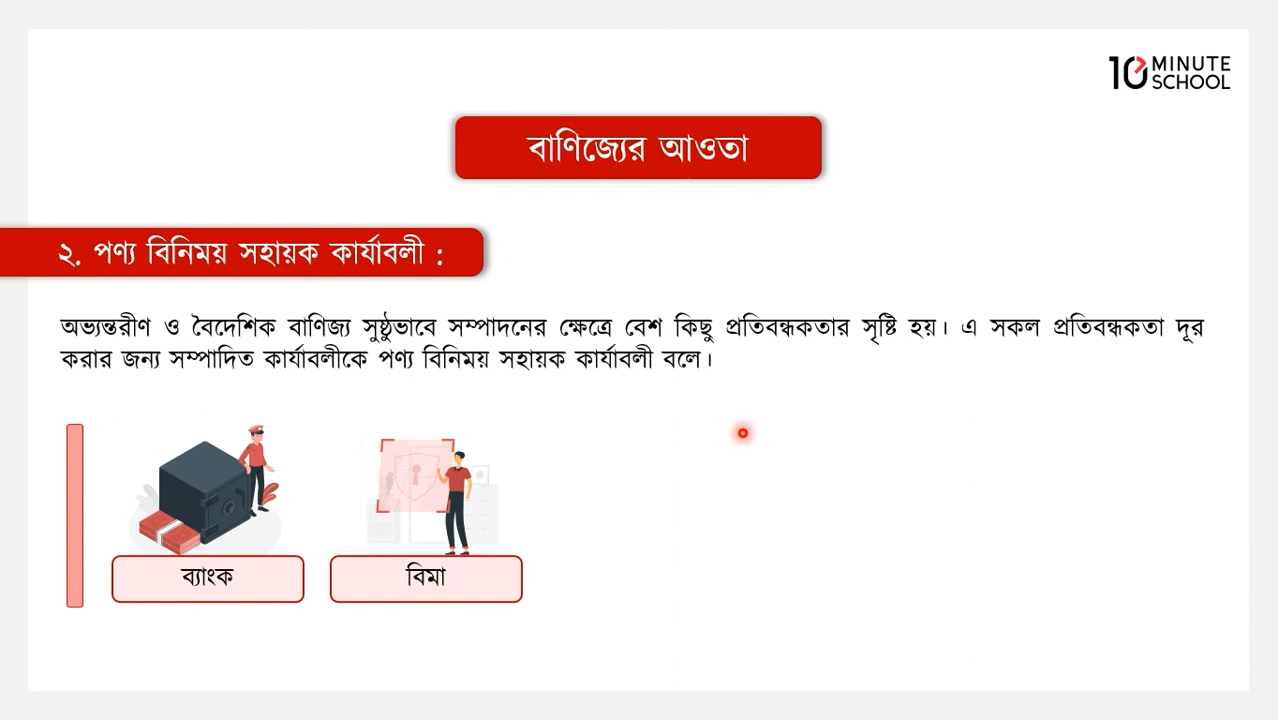 10 MINUTE SCHOOL
বাণিজ্যের আওতা
২. পণ্য বিনিময় সহায়ক কার্যাবলী :
অভ্যন্তরীণ ও বৈদেশিক বাণিজ্য সুষ্ঠুভাবে সম্পাদনের ক্ষেত্রে বেশ কিছু প্রতিবন্ধকতার সৃষ্টি হয়। এ সকল প্রতিবন্ধকতা দূর
করার জন্য সম্পাদিত কার্যাবলীকে পণ্য বিনিময় সহায়ক কার্যাবলী বলে।
ব্যাংক
বিমা